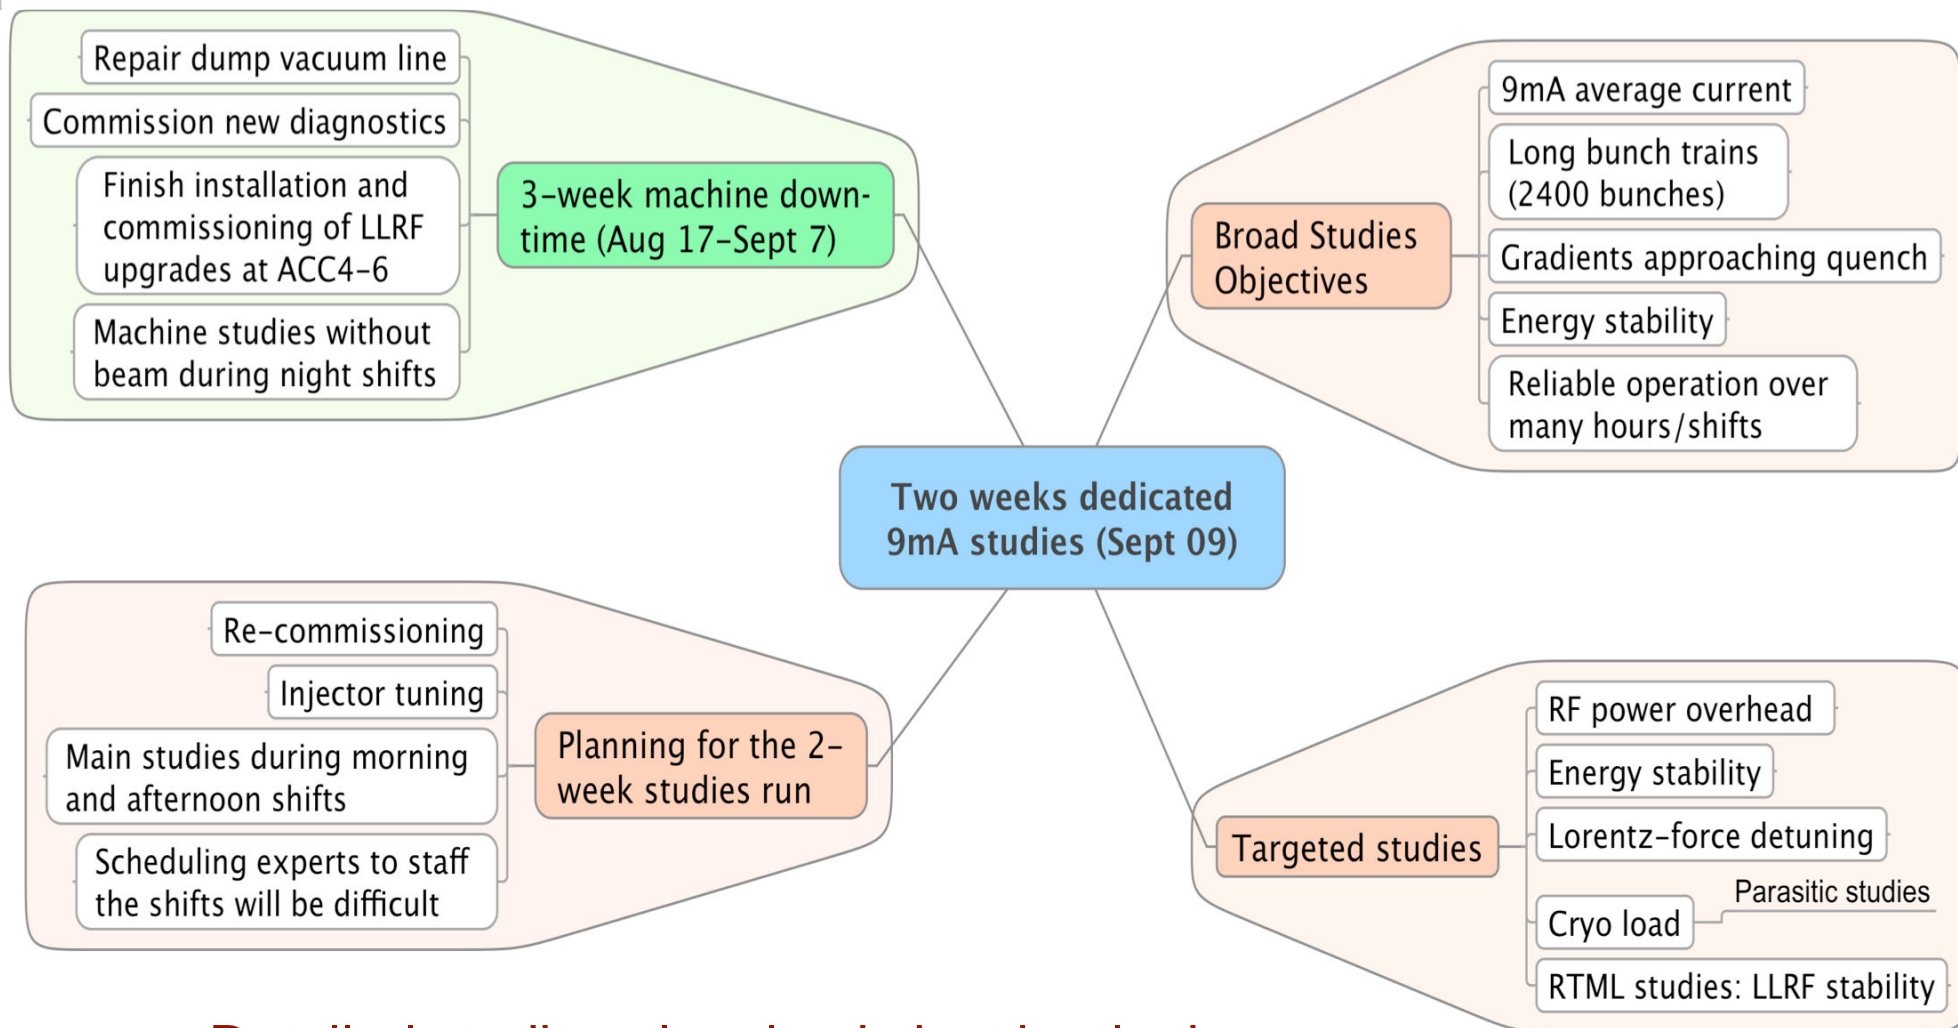 Repair dump vacuum line
Commission new diagnostics
Finish installation and
commissioning of LLRF
upgrades at ACC4-6
Machine studies without
beam during night shifts
3-week machine down-
time (Aug 17-Sept 7)
Broad Studies
Objectives
9mA average current
Long bunch trains
(2400 bunches)
Gradients approaching quench
Energy stability
Reliable operation over
many hours/shifts
Two weeks dedicated
9mA studies (Sept 09)
Re-commissioning
Injector tuning
Main studies during morning
and afternoon shifts
Scheduling experts to staff
the shifts will be difficult
Planning for the 2-
week studies run
Targeted studies
RF power overhead
Energy stability
Lorentz-force detuning
Cryo load
Parasitic studies
RTML studies: LLRF stability